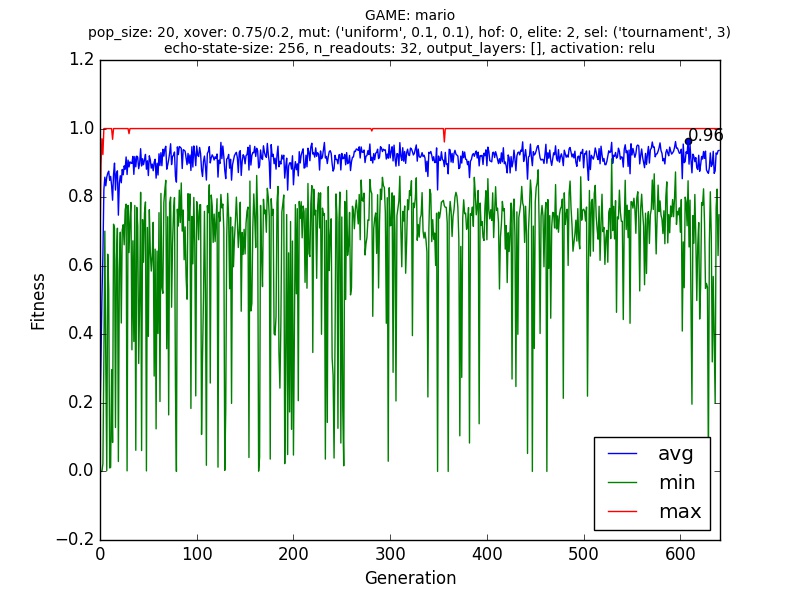 GAME: mario
pop_size: 20, xover: 0.75/0.2, mut: ('uniform', 0.1, 0.1), hof: 0, elite: 2, sel: ('tournament', 3)
echo-state-size: 256, n_readouts: 32, output_layers: [], activation: relu
1.2
1.0
0.96
0.8
0.6
0.4
0.2
0.0
−0.2
Fitness
avg
min
max
0 100 200 300 400 500 600
Generation